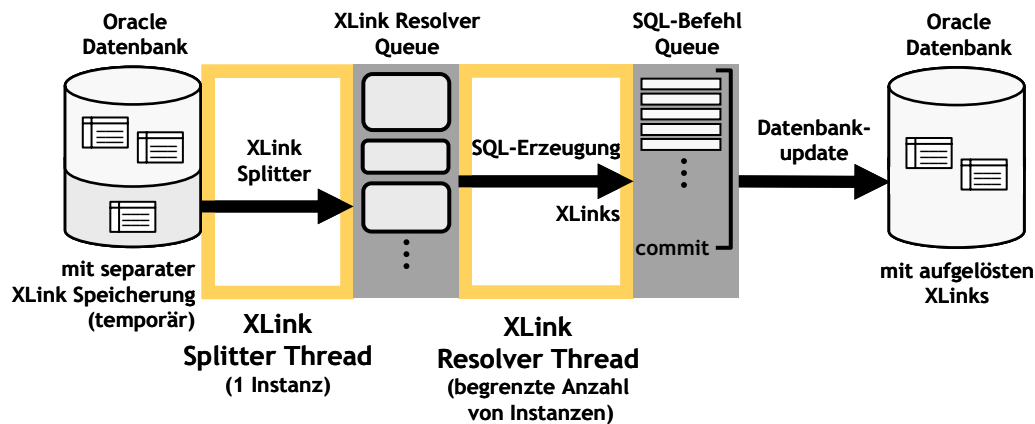 Oracle
Datenbank
XLink Resolver
Queue
SQL-Befehl
Queue
Oracle
Datenbank
XLink
Splitter
SQL-Erzeugung
XLinks
Datenbank-
update
commit
mit separater
XLink Speicherung
(temporär)
mit aufgelösten
XLinks
XLink
Splitter Thread
(1 Instanz)
XLink
Resolver Thread
(begrenzte Anzahl
von Instanzen)